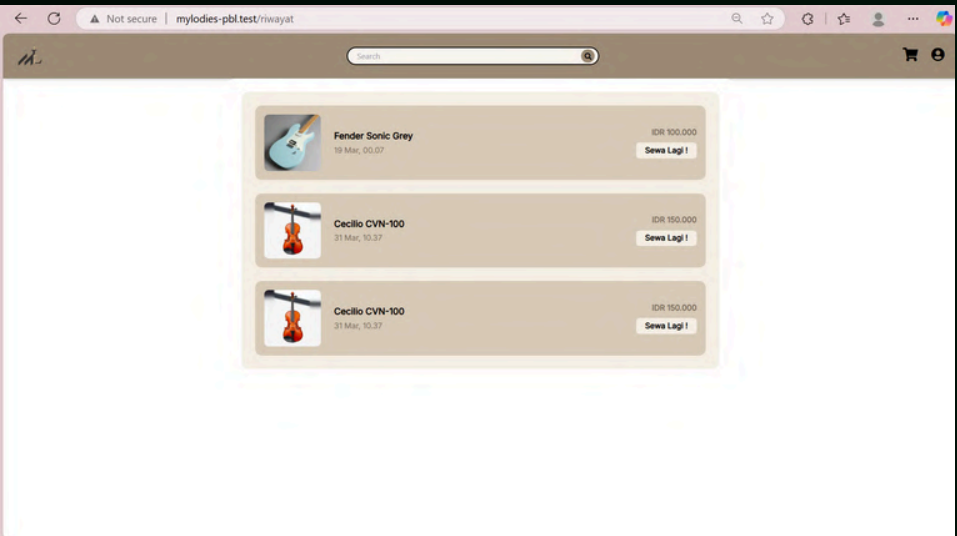 Not secure
mylodies-pbl.test/riwayat
Search
Fender Sonic Grey
19 Mar, 00.07
IDR 100.000
Sewa Lagi !
Cecilio CVN-100
31 Mar, 10.37
IDR 150.000
Sewa Lagi !
Cecilio CVN-100
31 Mar, 10.37
IDR 150.000
Sewa Lagi !